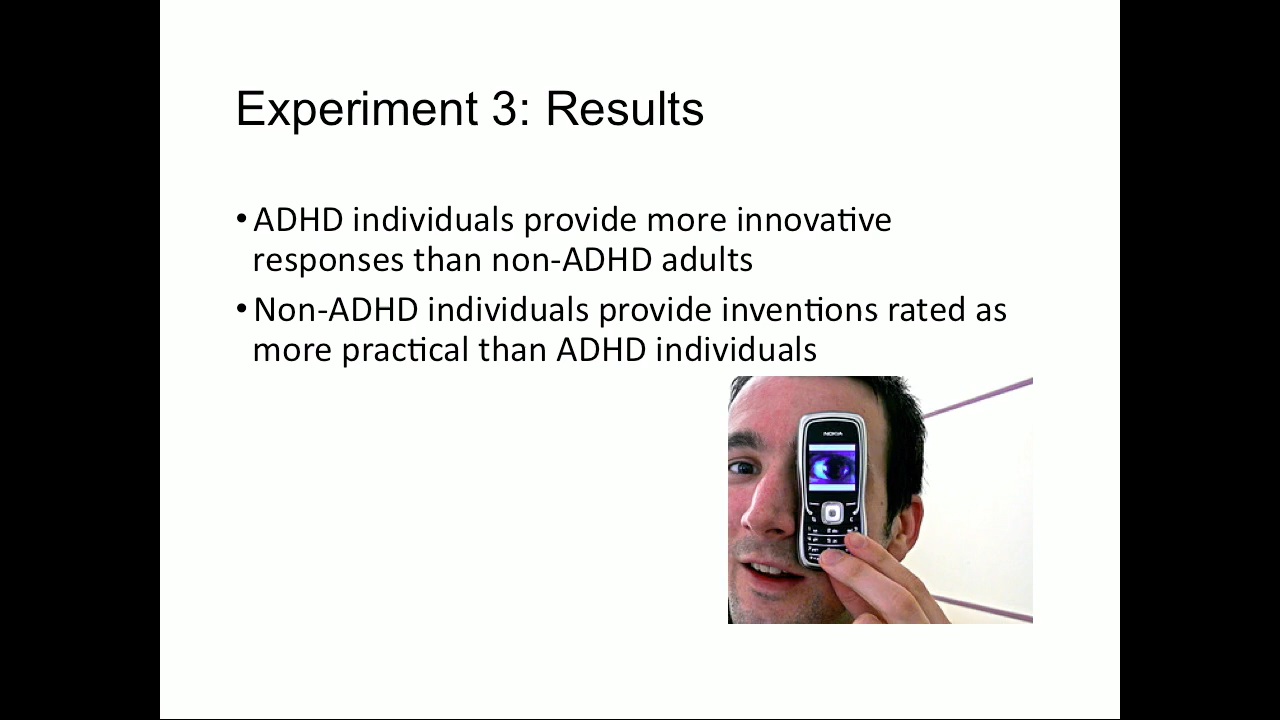 Experiment 3: Results
•ADHD individuals provide more innovative
responses than non-ADHD adults
•Non-ADHD individuals provide inventions rated as
more practical than ADHD individuals
NOKIA